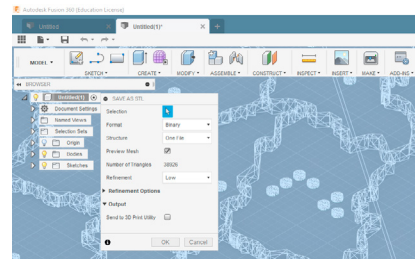 Autodesk Fusion 360 (Education License)
Untitled
Untitled(1)*
MODEL
SKETCH
CREATE
MODIFY
ASSEMBLE
CONSTRUCT
INSPECT
INSERT
MAKE
ADD-INS
BROWSER
Untitled(1)
Document Settings
Named Views
Selection Sets
Origin
Bodies
Sketches
SAVE AS STL
Selection
Format Binary
Structure One File
Preview Mesh
Number of Triangles 38026
Refinement Low
Refinement Options
Output
Send to 3D Print Utility
OK Cancel